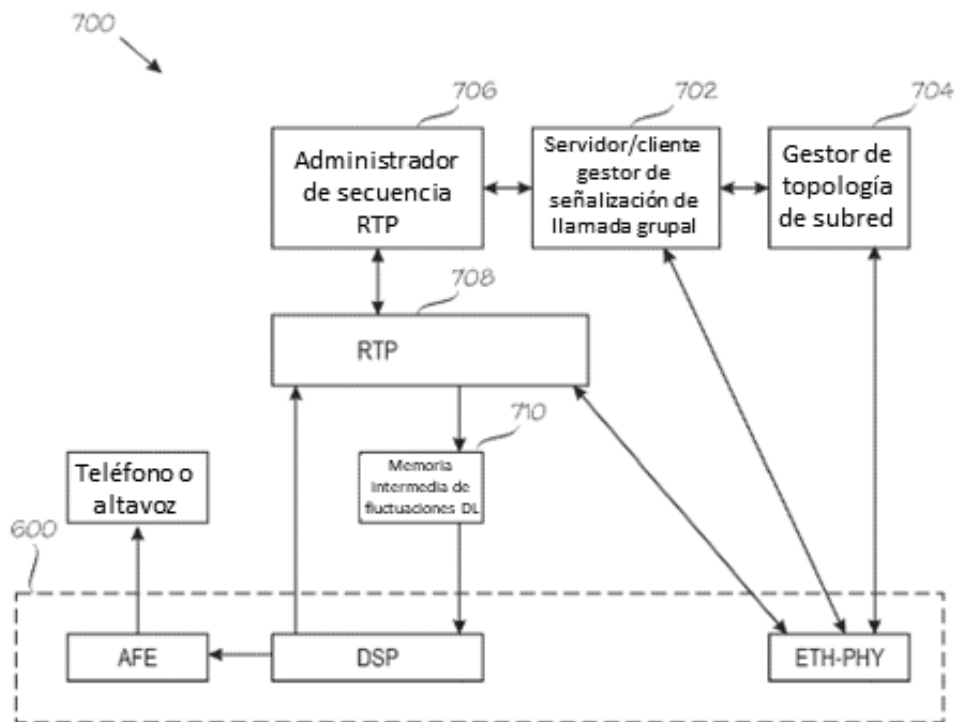 700
706
702
704
Administrador
de secuencia
RTP
Servidor/cliente
gestor de
señalización de
llamada grupal
Gestor de
topología
de subred
708
RTP
710
Memoria
intermedia de
fluctuaciones DL
Teléfono o
altavoz
600
AFE
DSP
ETH-PHY